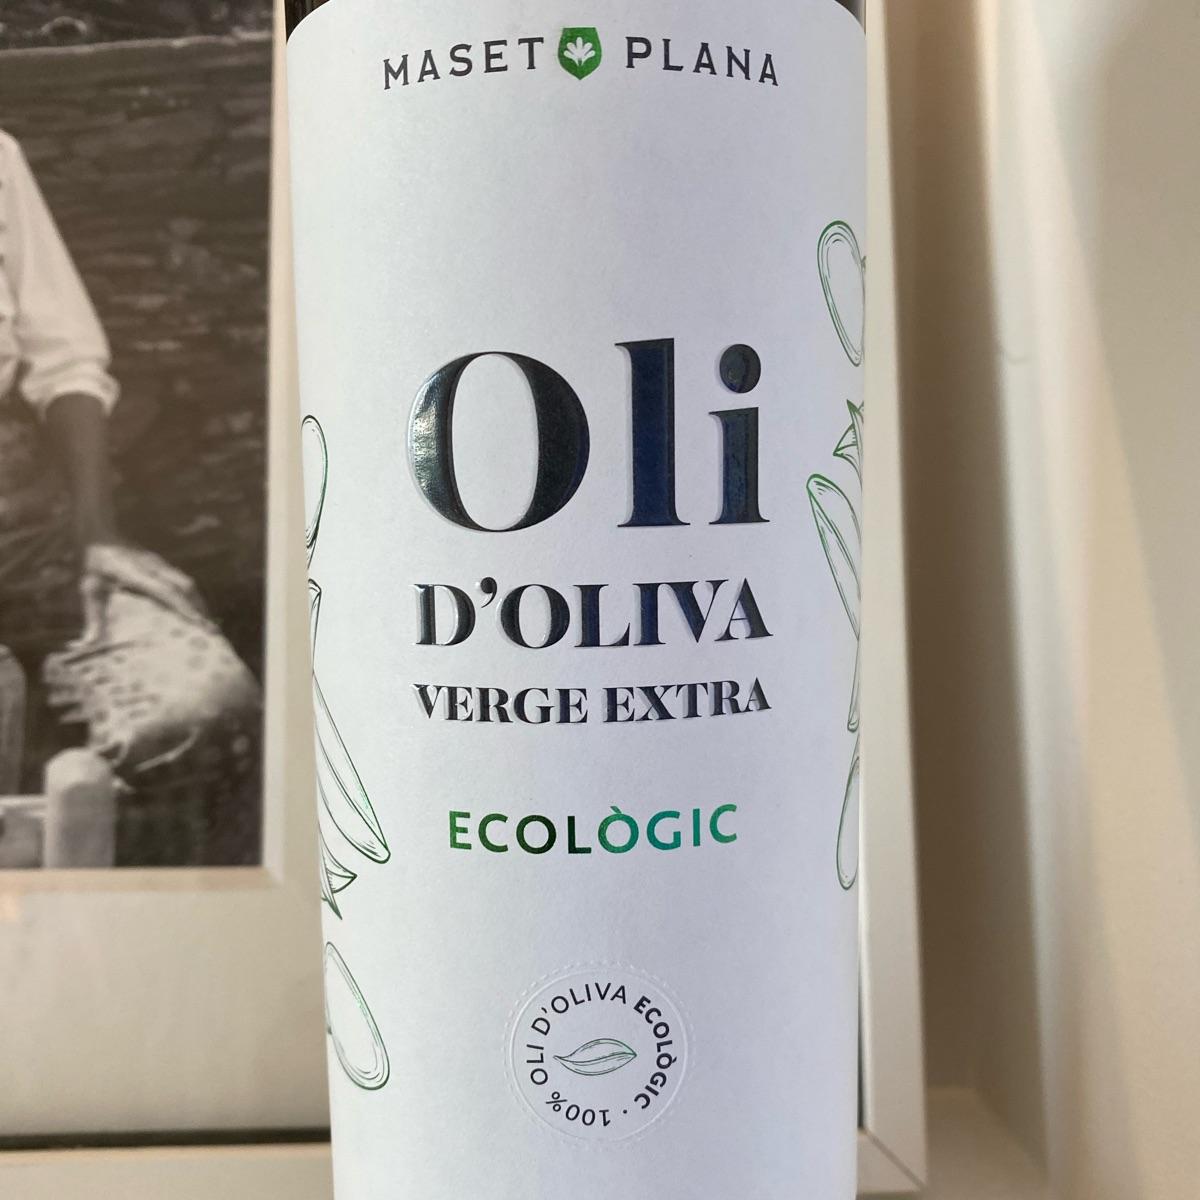 MASET PLANA
Oli
D'OLIVA
VERGE EXTRA
ECOLÒGIC
100% OLI D'OLIVA ECOLÒGIC ·